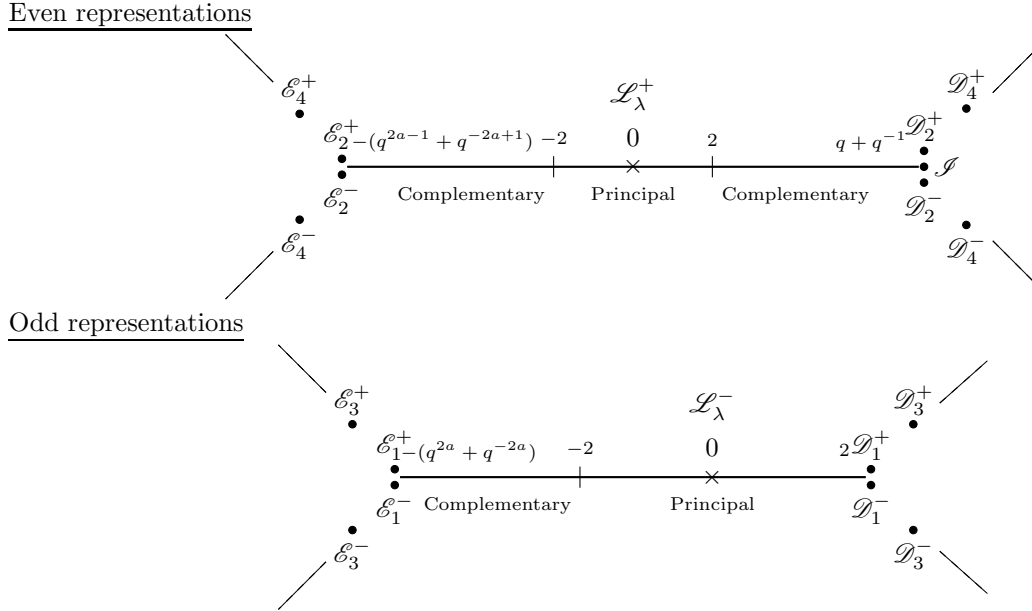 Even representations
ℰ₄⁺ 𝒟₄⁺
ℒ_λ⁺
ℰ₂⁺ −(q^{2a−1} + q^{−2a+1}) −2 0 2 q + q^{−1} 𝒟₂⁺
ℐ
ℰ₂⁻ Complementary Principal Complementary 𝒟₂⁻
ℰ₄⁻ 𝒟₄⁻
Odd representations
ℰ₃⁺ ℒ_λ⁻ 𝒟₃⁺
ℰ₁⁺ −(q^{2a} + q^{−2a}) −2 0 2 𝒟₁⁺
ℰ₁⁻ Complementary Principal 𝒟₁⁻
ℰ₃⁻ 𝒟₃⁻